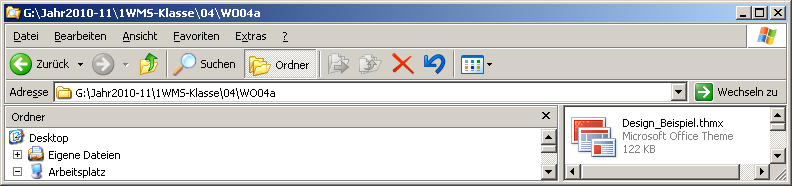 G:\Jahr2010-11\1WMS-Klasse\04\WO04a
Datei Bearbeiten Ansicht Favoriten Extras ?
Zurück Suchen Ordner
Adresse G:\Jahr2010-11\1WMS-Klasse\04\WO04a Wechseln zu
Ordner
Desktop
Eigene Dateien
Arbeitsplatz
Design_Beispiel.thmx
Microsoft Office Theme
122 KB